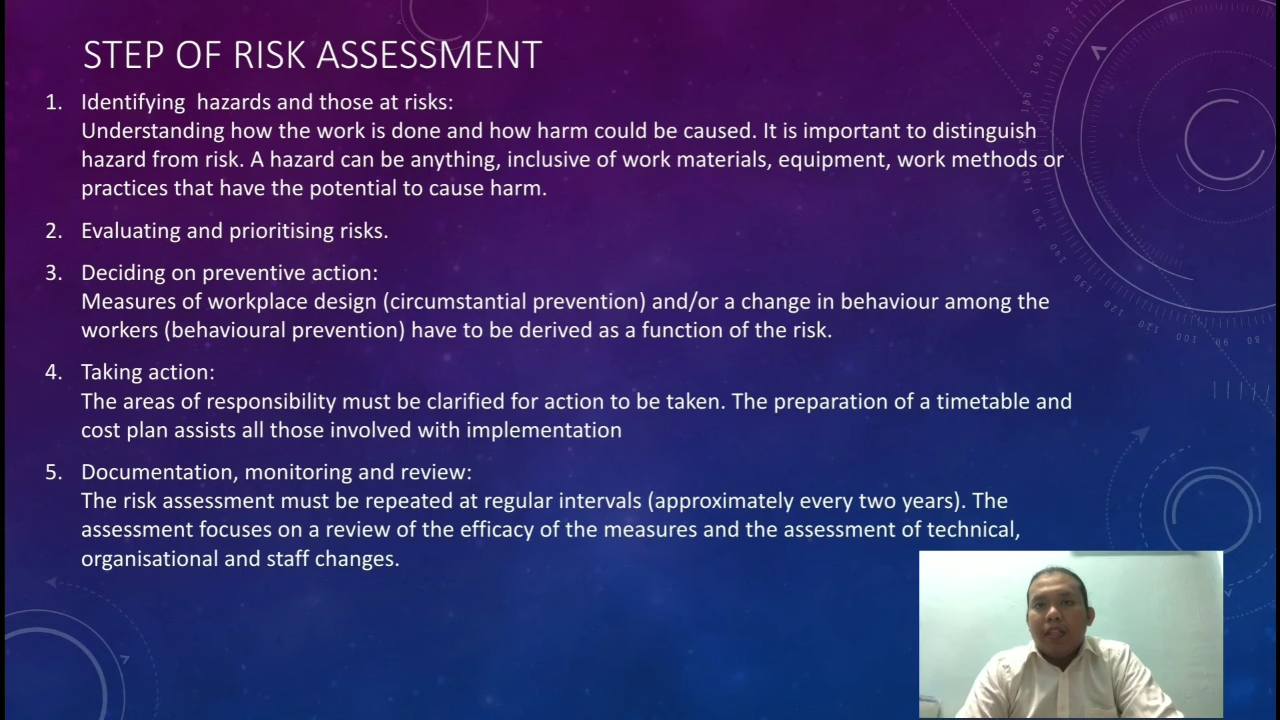 STEP OF RISK ASSESSMENT
1. Identifying hazards and those at risks:
Understanding how the work is done and how harm could be caused. It is important to distinguish
hazard from risk. A hazard can be anything, inclusive of work materials, equipment, work methods or
practices that have the potential to cause harm.
2. Evaluating and prioritising risks.
3. Deciding on preventive action:
Measures of workplace design (circumstantial prevention) and/or a change in behaviour among the
workers (behavioural prevention) have to be derived as a function of the risk.
4. Taking action:
The areas of responsibility must be clarified for action to be taken. The preparation of a timetable and
cost plan assists all those involved with implementation
5. Documentation, monitoring and review:
The risk assessment must be repeated at regular intervals (approximately every two years). The
assessment focuses on a review of the efficacy of the measures and the assessment of technical,
organisational and staff changes.